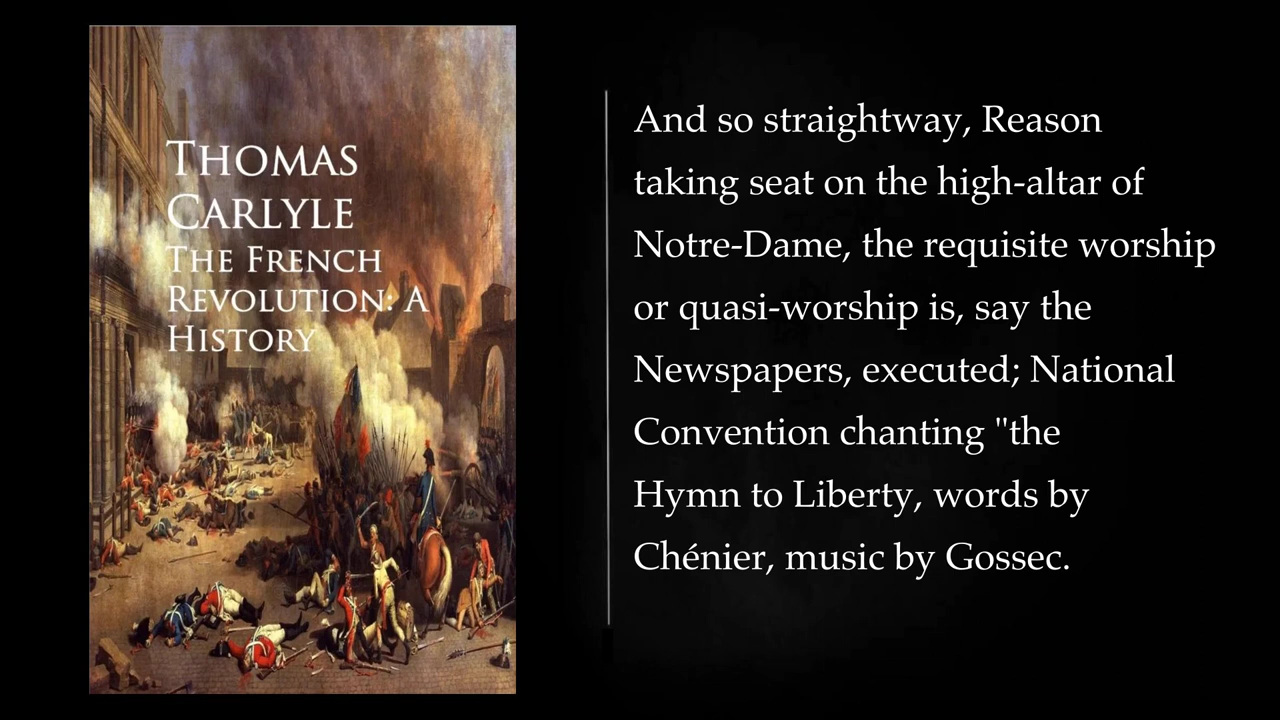 THOMAS
CARLYLE
THE FRENCH
REVOLUTION: A
HISTORY
And so straightway, Reason
taking seat on the high-altar of
Notre-Dame, the requisite worship
or quasi-worship is, say the
Newspapers, executed; National
Convention chanting "the
Hymn to Liberty, words by
Chénier, music by Gossec.